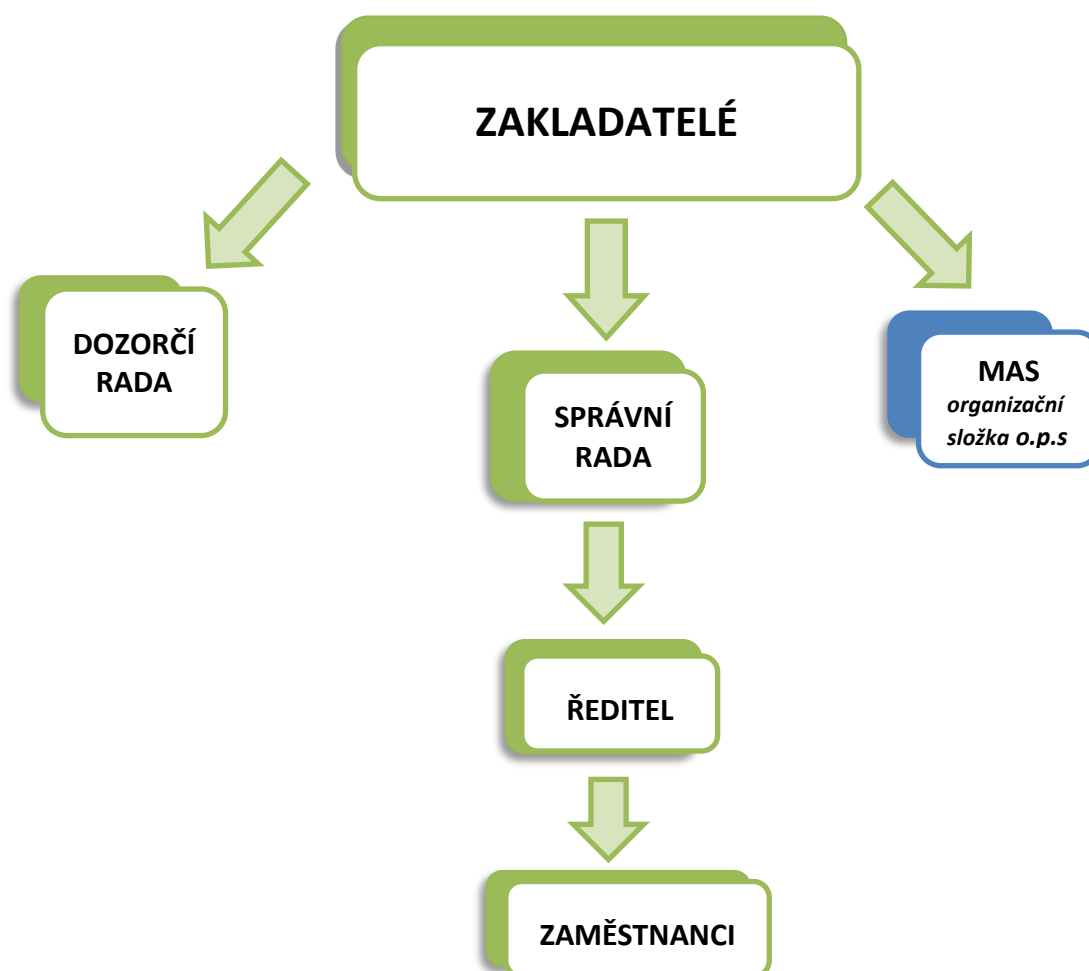 ZAKLADATELÉ
DOZORČÍ
RADA
SPRÁVNÍ
RADA
MAS
organizační
složka o.p.s
ŘEDITEL
ZAMĚSTNANCI